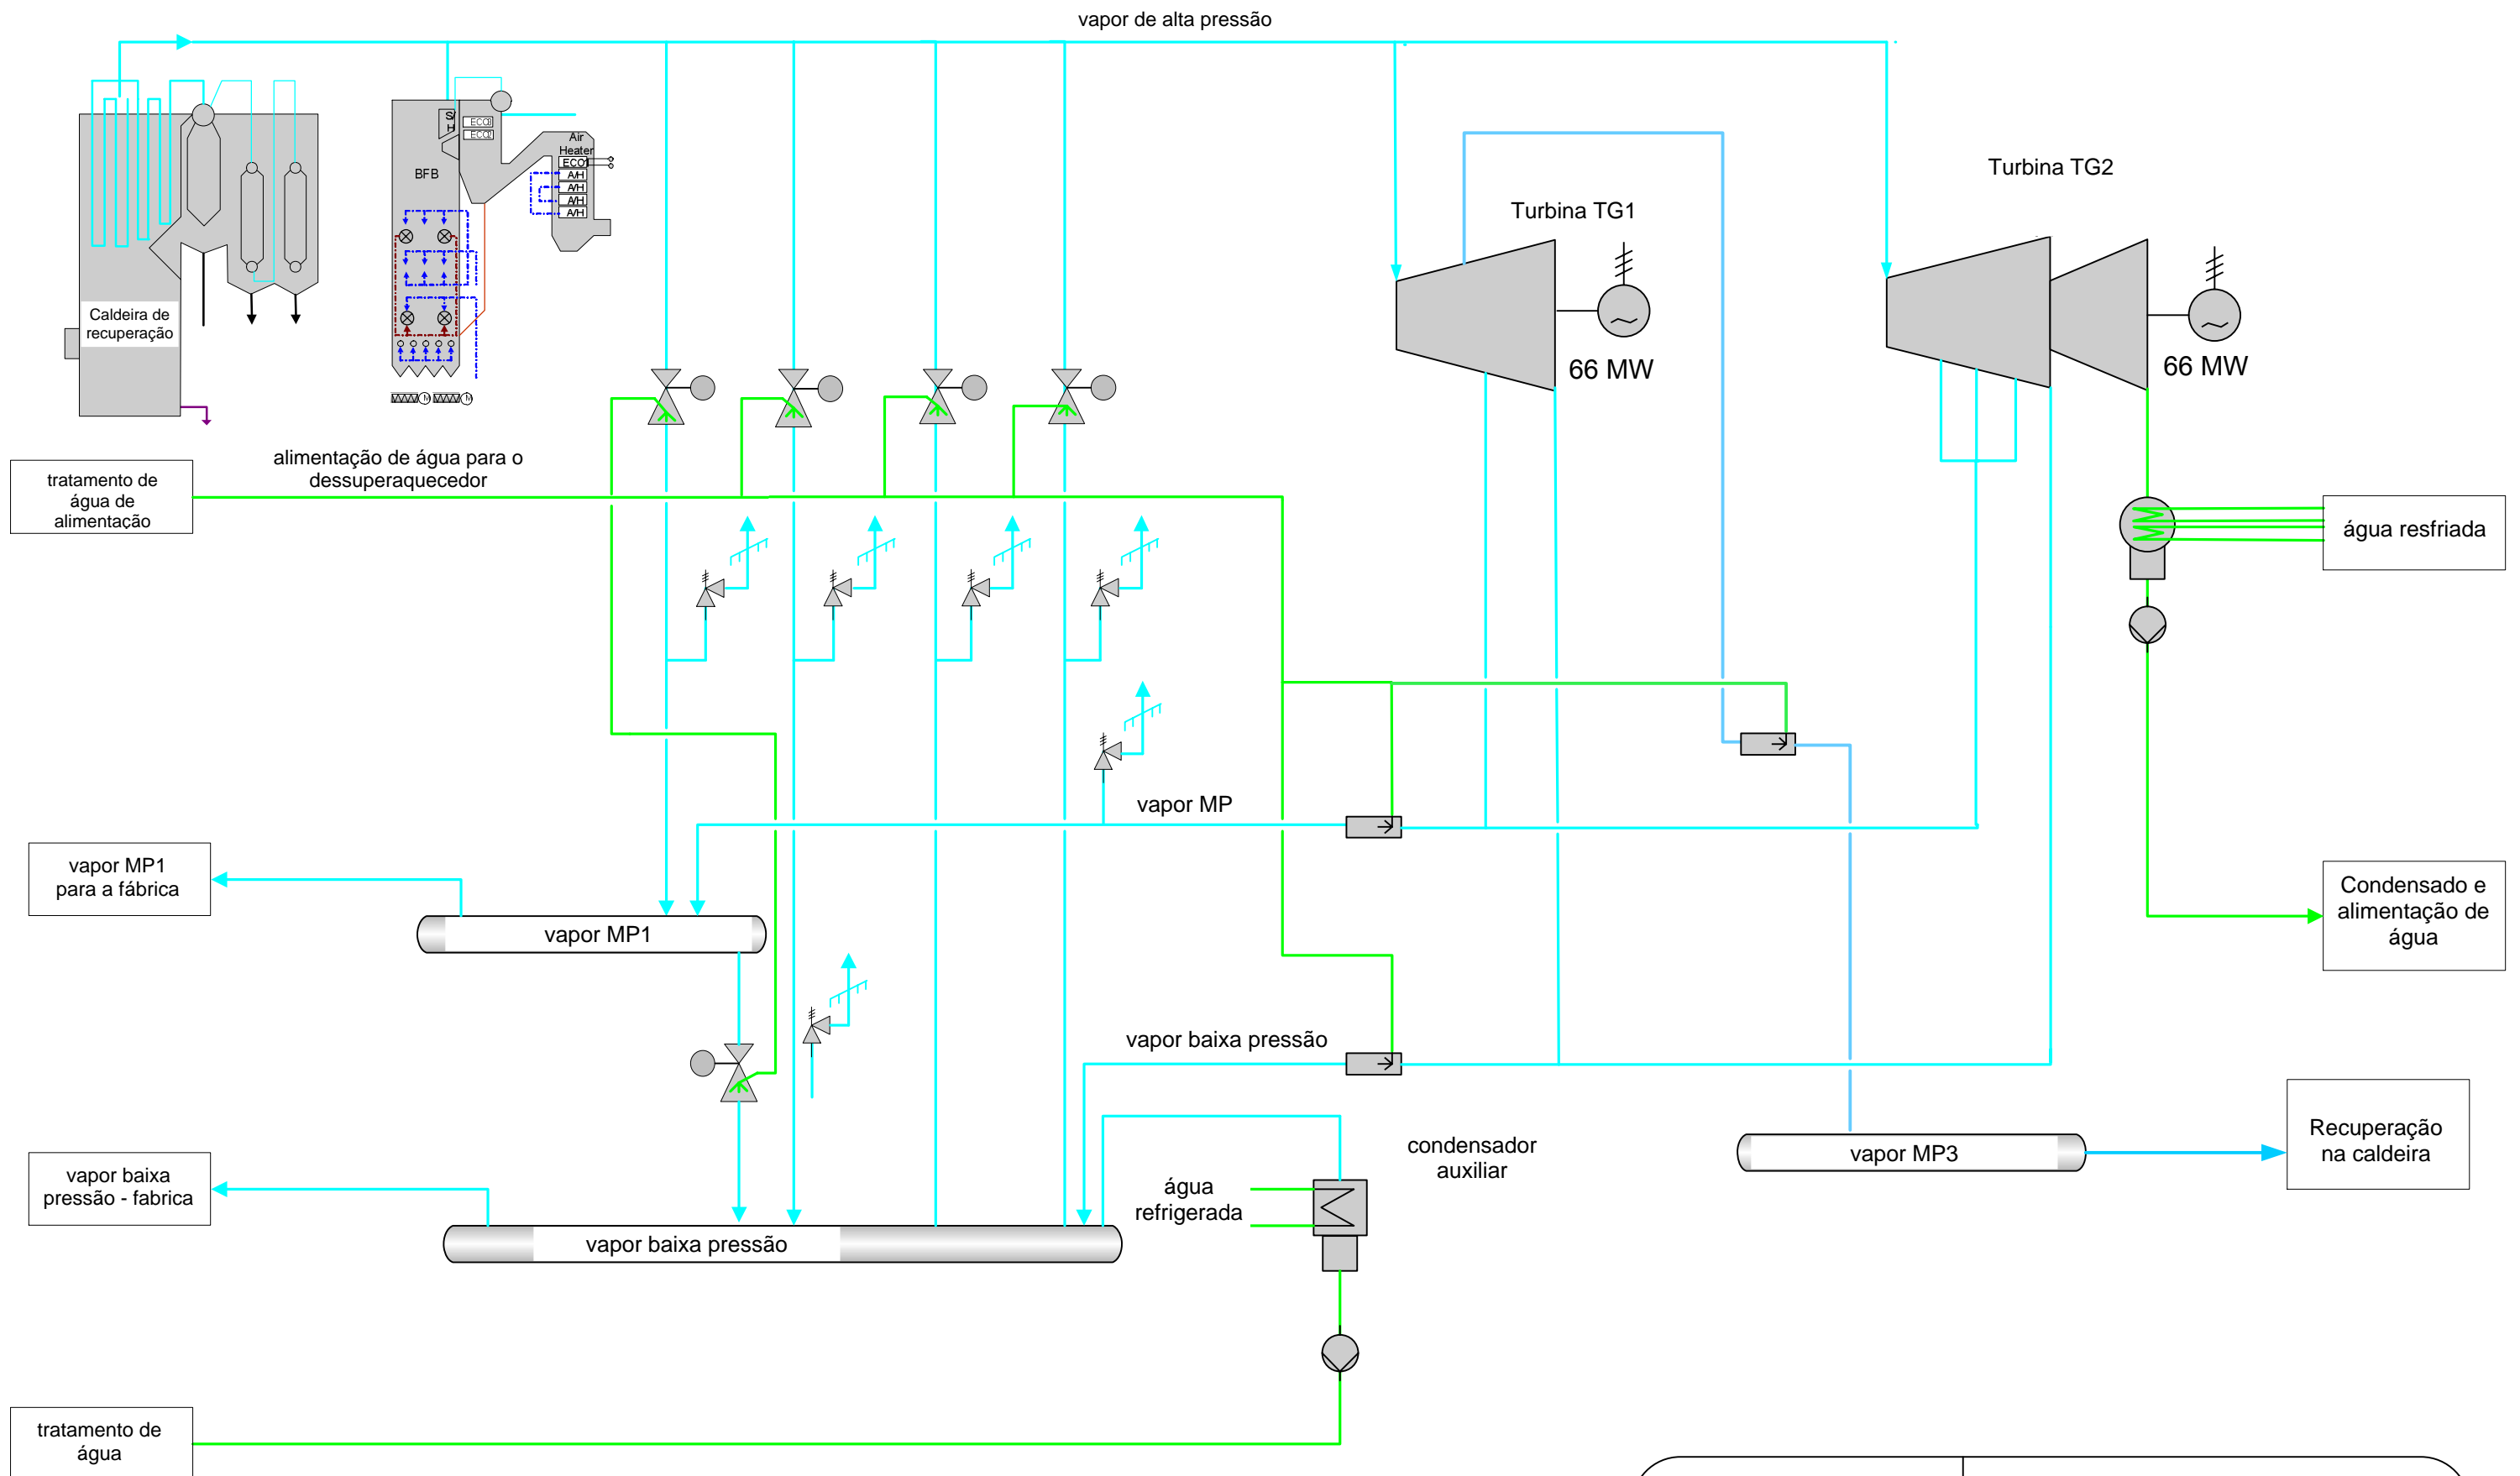 vapor de alta pressão
S/
H
ECO
ECO
Air
Heater
ECO
A/H
A/H
A/H
A/H
BFB
Turbina TG1
Turbina TG2
Caldeira de
recuperação
66 MW
66 MW
M
M
alimentação de água para o
dessuperaquecedor
tratamento de
água de
alimentação
água resfriada
vapor MP
vapor MP1
para a fábrica
Condensado e
alimentação de
água
vapor MP1
vapor baixa pressão
condensador
auxiliar
vapor MP3
Recuperação
na caldeira
vapor baixa
pressão - fabrica
água
refrigerada
vapor baixa pressão
tratamento de
água